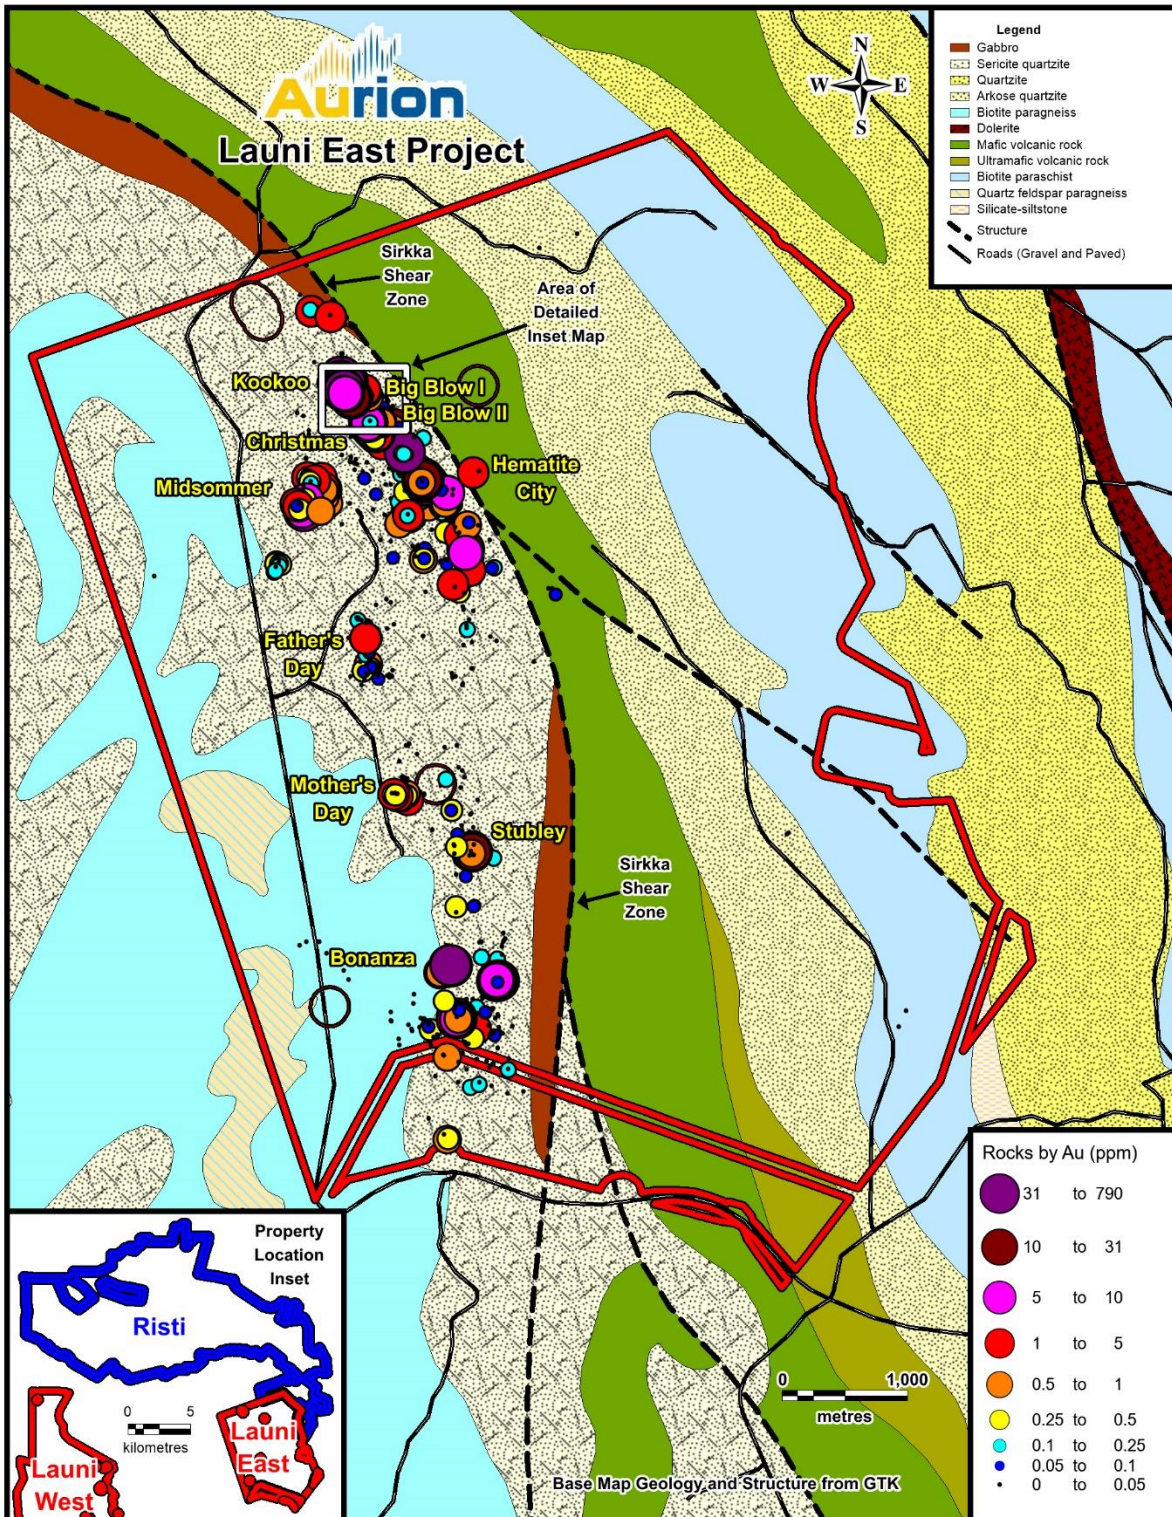 Aurion
Launi East Project
N
W E
S
Legend
Gabbro
Sericite quartzite
Quartzite
Arkose quartzite
Biotite paragneiss
Dolerite
Mafic volcanic rock
Ultramafic volcanic rock
Biotite paraschist
Quartz feldspar paragneiss
Silicate-siltstone
Structure
Roads (Gravel and Paved)
Sirkka
Shear
Zone
Area of
Detailed
Inset Map
Kookoo
Big Blow I
Big Blow II
Christmas
Midsommer
Hematite
City
Father's
Day
Mother's
Day
Stubley
Sirkka
Shear
Zone
Bonanza
Rocks by Au (ppm)
31 to 790
10 to 31
5 to 10
1 to 5
0.5 to 1
0.25 to 0.5
0.1 to 0.25
0.05 to 0.1
0 to 0.05
Property
Location
Inset
Risti
0 5
kilometres
Launi
East
Launi
West
0 1,000
metres
Base Map Geology and Structure from GTK